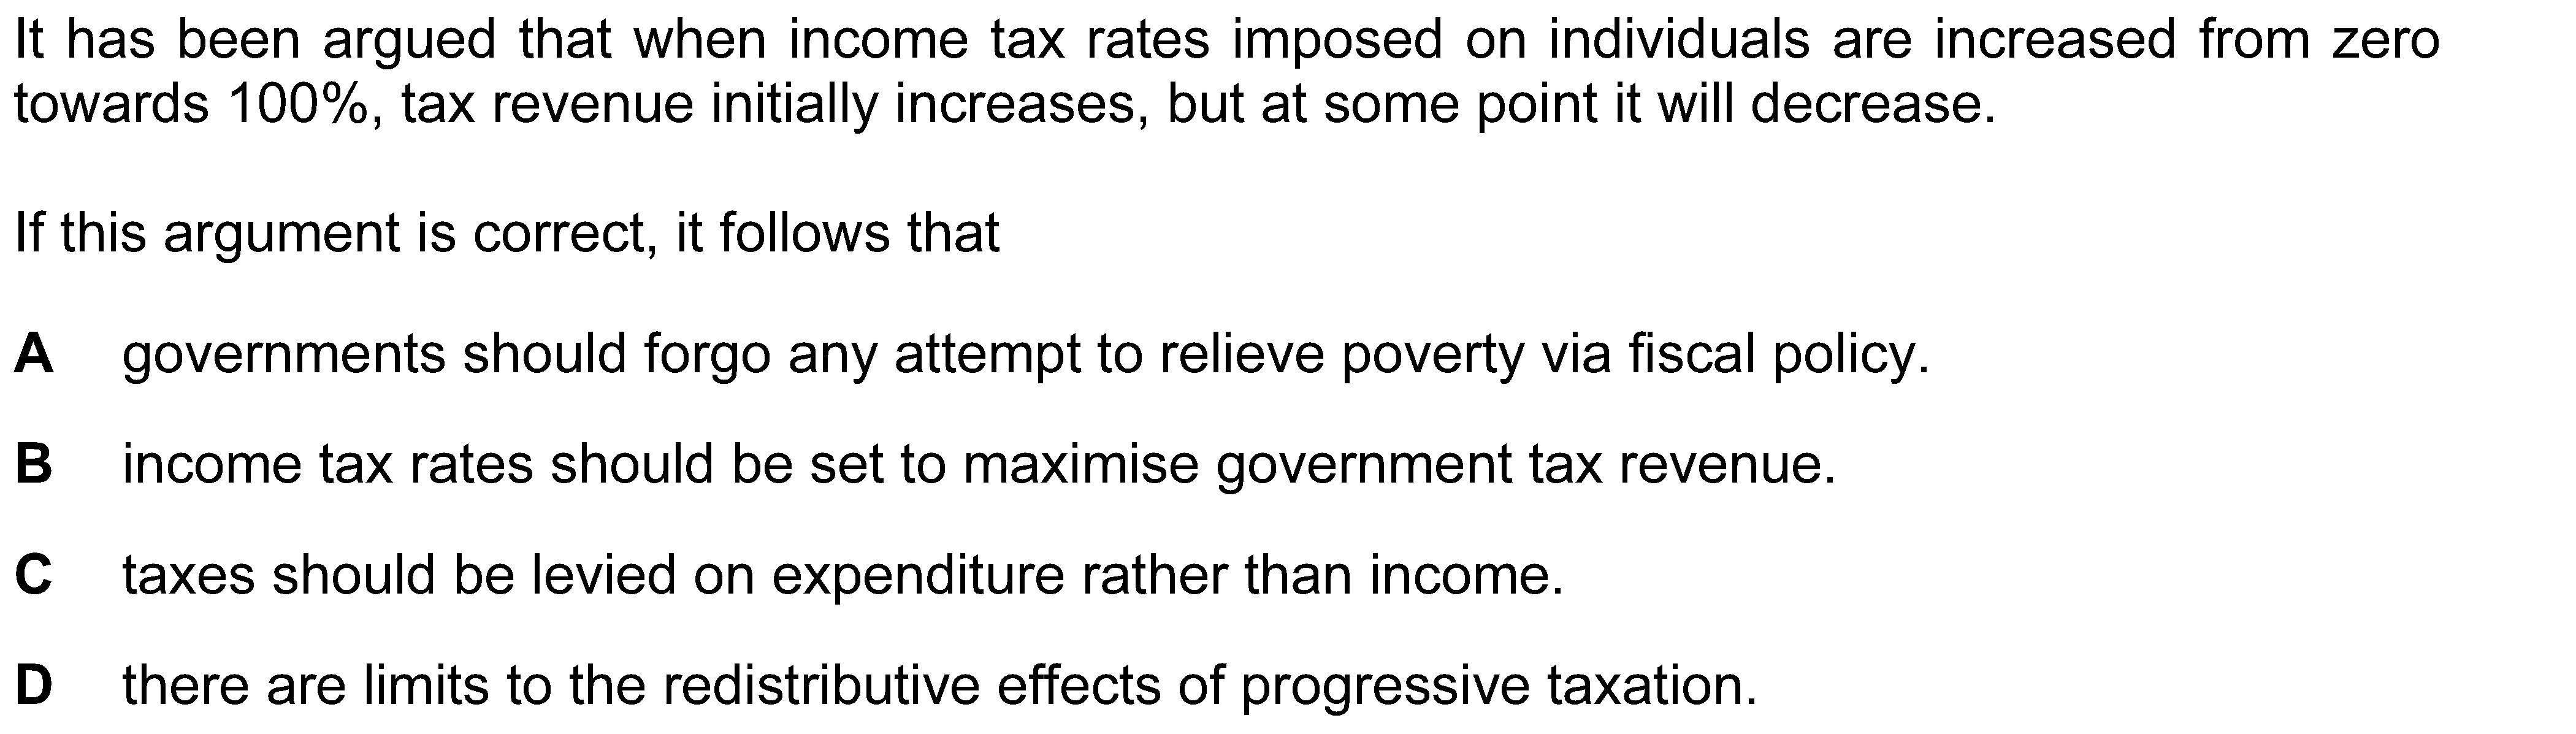 It has been argued that when income tax rates imposed on individuals are increased from zero
towards 100%, tax revenue initially increases, but at some point it will decrease.
If this argument is correct, it follows that
A governments should forgo any attempt to relieve poverty via fiscal policy.
B income tax rates should be set to maximise government tax revenue.
C taxes should be levied on expenditure rather than income.
D there are limits to the redistributive effects of progressive taxation.